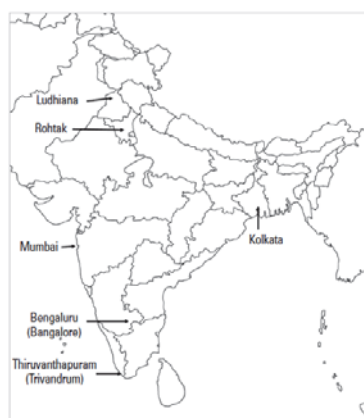 Ludhiana
Rohtak
Mumbai
Kolkata
Bengaluru
(Bangalore)
Thiruvanthapuram
(Trivandrum)